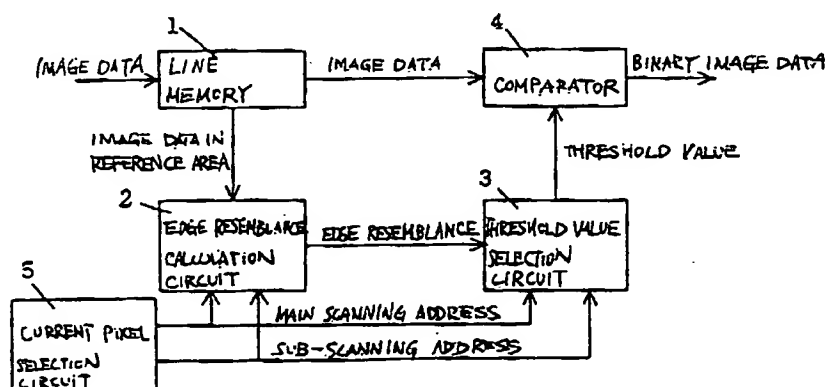 1
4
IMAGE DATA
LINE
MEMORY
IMAGE DATA
COMPARATOR
BINARY IMAGE DATA
IMAGE DATA IN
REFERENCE AREA
THRESHOLD VALUE
2
3
EDGE RESEMBLANCE
CALCULATION
CIRCUIT
EDGE RESEMBLANCE
THRESHOLD VALUE
SELECTION
CIRCUIT
5
CURRENT PIXEL
SELECTION
CIRCUIT
MAIN SCANNING ADDRESS
SUB-SCANNING ADDRESS